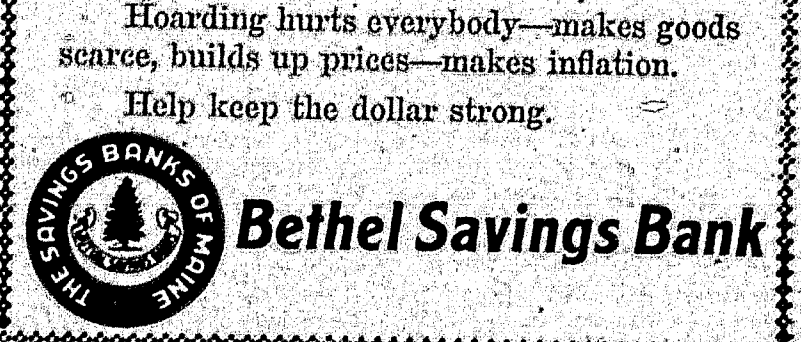 Hoarding hurts everybody—makes goods
scarce, builds up prices—makes inflation.
Help keep the dollar strong.
THE SAVINGS BANKS OF MAINE
Bethel Savings Bank